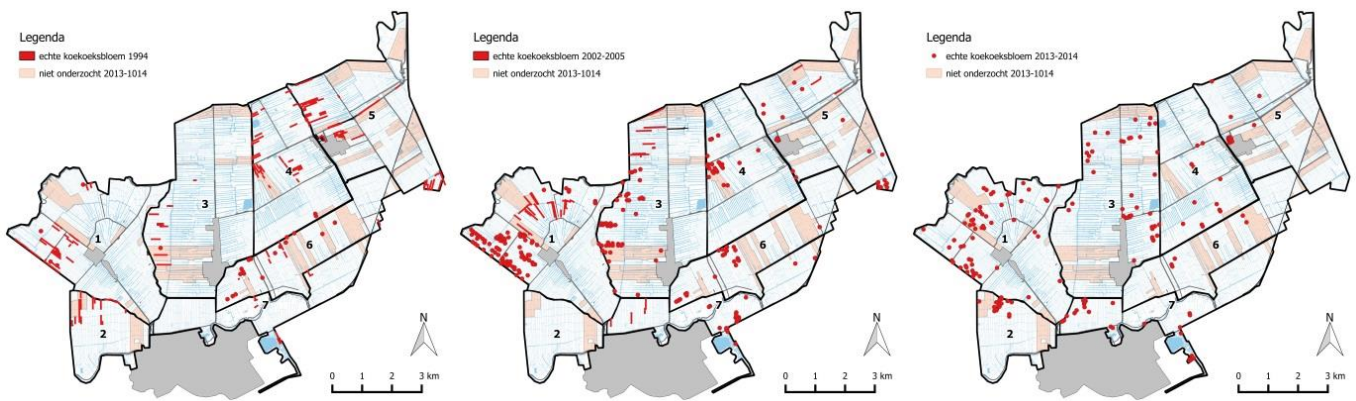 Legenda
echte koekoeksbloem 1994
niet onderzocht 2013-1014
5
4
3
1
6
7
2
N
0 1 2 3 km
Legenda
echte koekoeksbloem 2002-2005
niet onderzocht 2013-1014
5
4
3
1
6
7
2
N
0 1 2 3 km
Legenda
echte koekoeksbloem 2013-2014
niet onderzocht 2013-1014
5
4
3
1
6
7
2
N
0 1 2 3 km